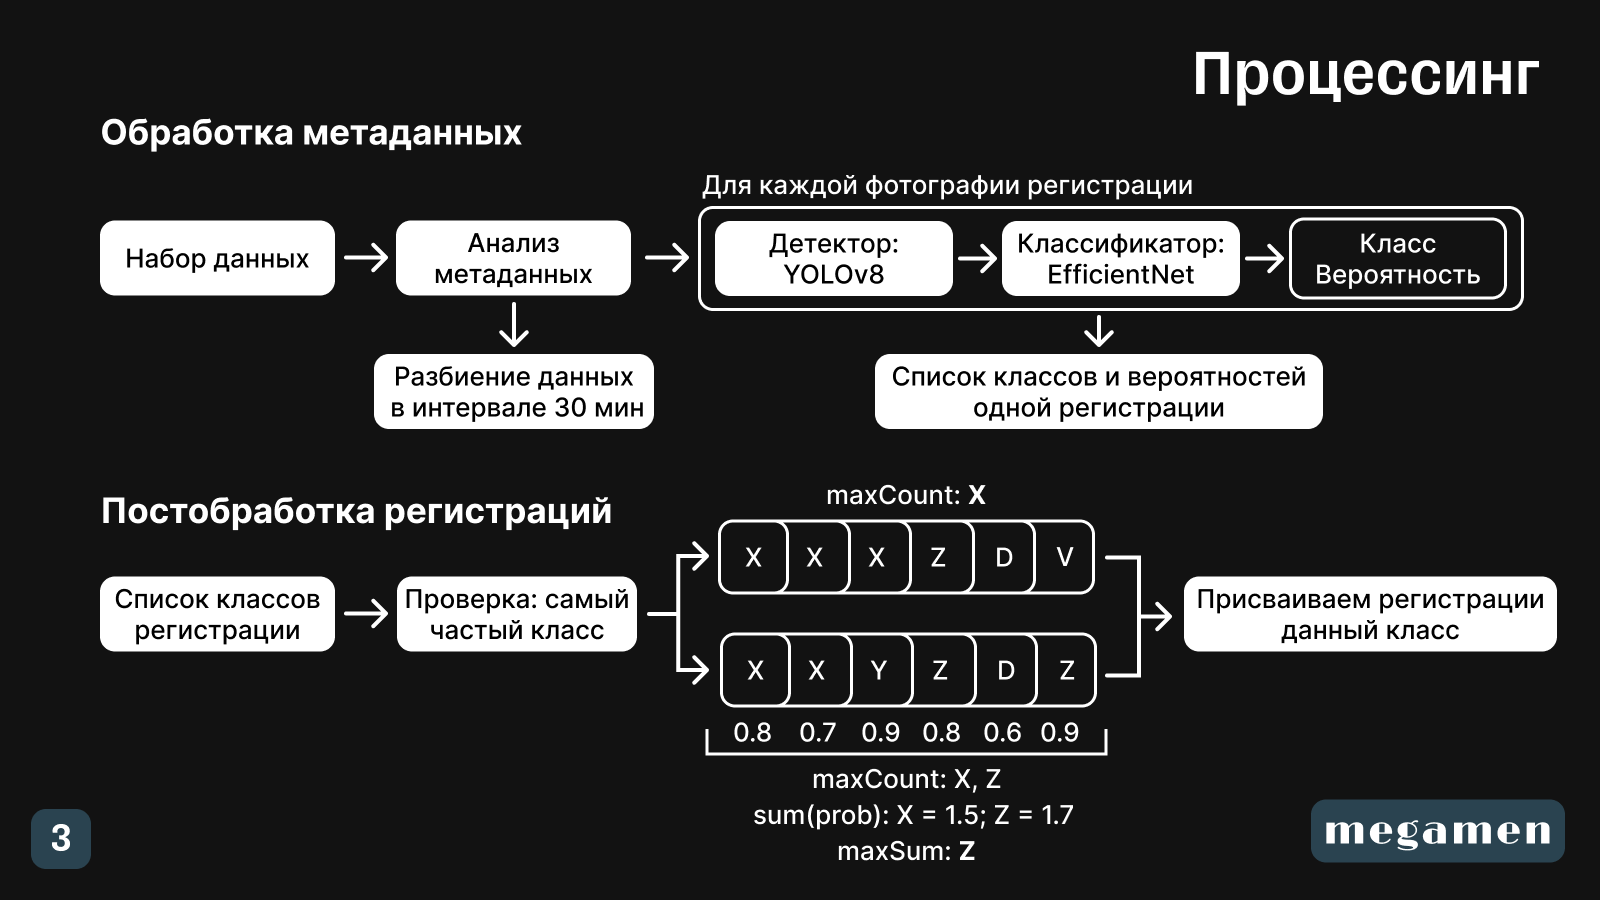 Процессинг
Обработка метаданных
Для каждой фотографии регистрации
Набор данных
Анализ
метаданных
Детектор:
YOLOv8
Классификатор:
EfficientNet
Класс
Вероятность
Разбиение данных
в интервале 30 мин
Список классов и вероятностей
одной регистрации
Постобработка регистраций
maxCount: X
X X X Z D V
Список классов
регистрации
Проверка: самый
частый класс
Присваиваем регистрации
данный класс
X X Y Z D Z
0.8 0.7 0.9 0.8 0.6 0.9
maxCount: X, Z
sum(prob): X = 1.5; Z = 1.7
maxSum: Z
3
megamen